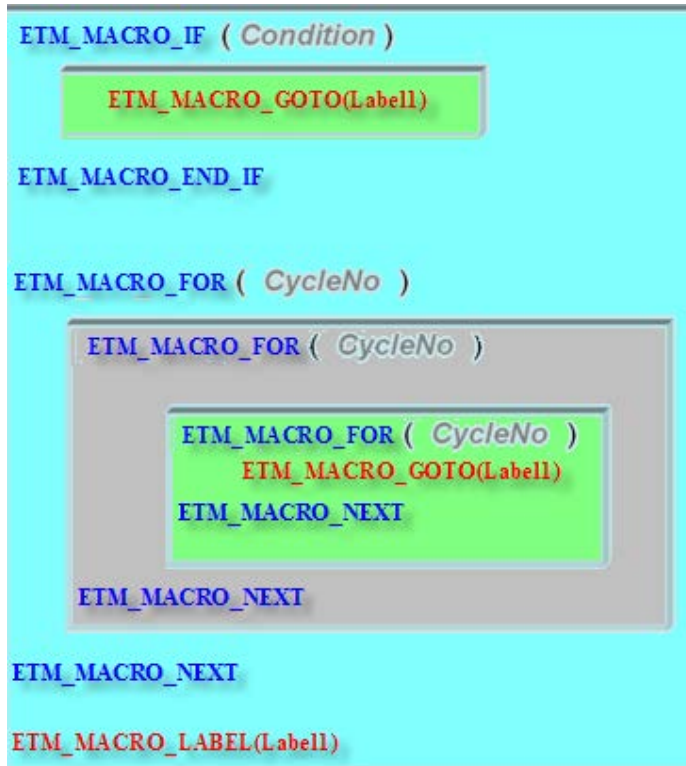 ETM_MACRO_IF ( Condition )
ETM_MACRO_GOTO(Label1)
ETM_MACRO_END_IF
ETM_MACRO_FOR ( CycleNo )
ETM_MACRO_FOR ( CycleNo )
ETM_MACRO_FOR ( CycleNo )
ETM_MACRO_GOTO(Label1)
ETM_MACRO_NEXT
ETM_MACRO_NEXT
ETM_MACRO_NEXT
ETM_MACRO_LABEL(Label1)